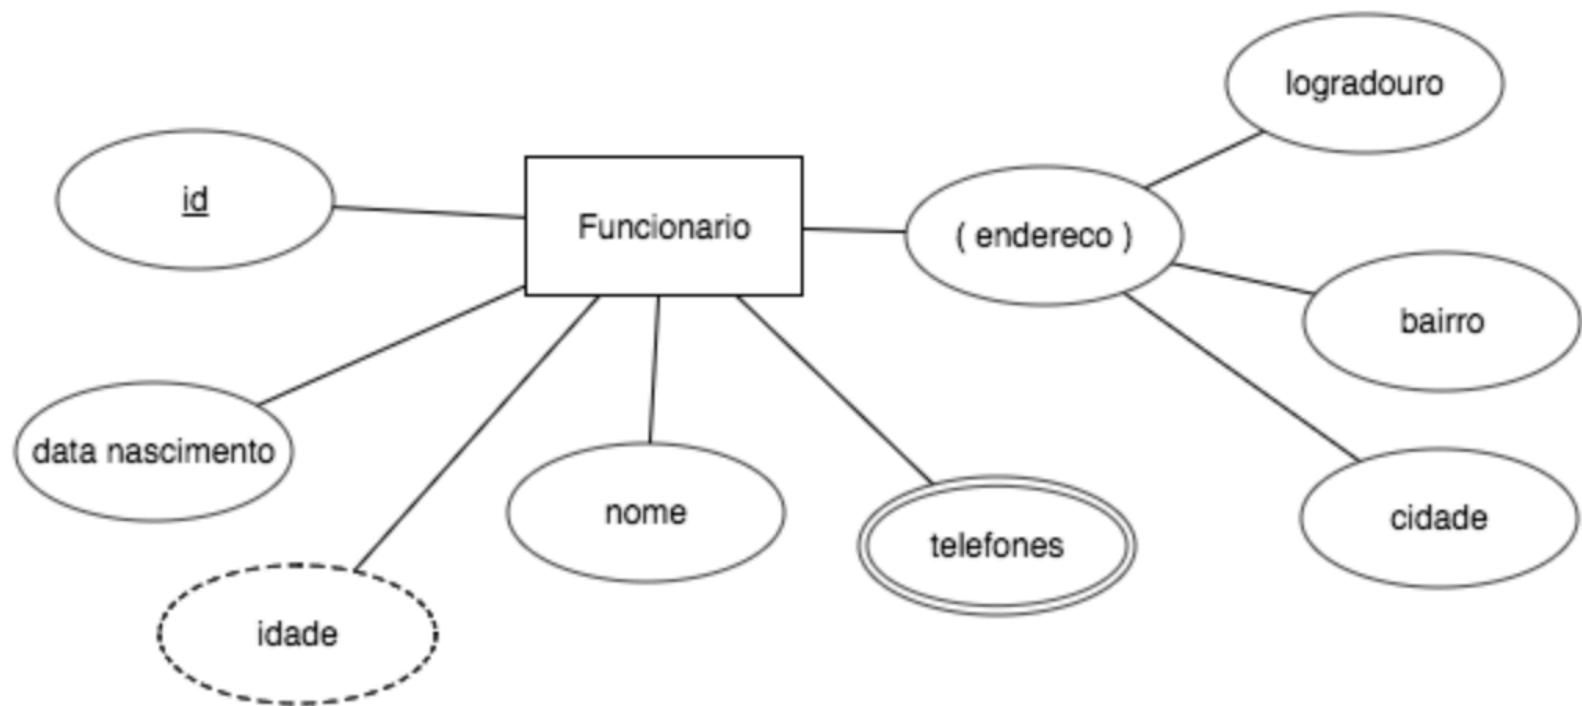 logradouro
id
Funcionario
( endereco )
bairro
data nascimento
nome
telefones
cidade
idade